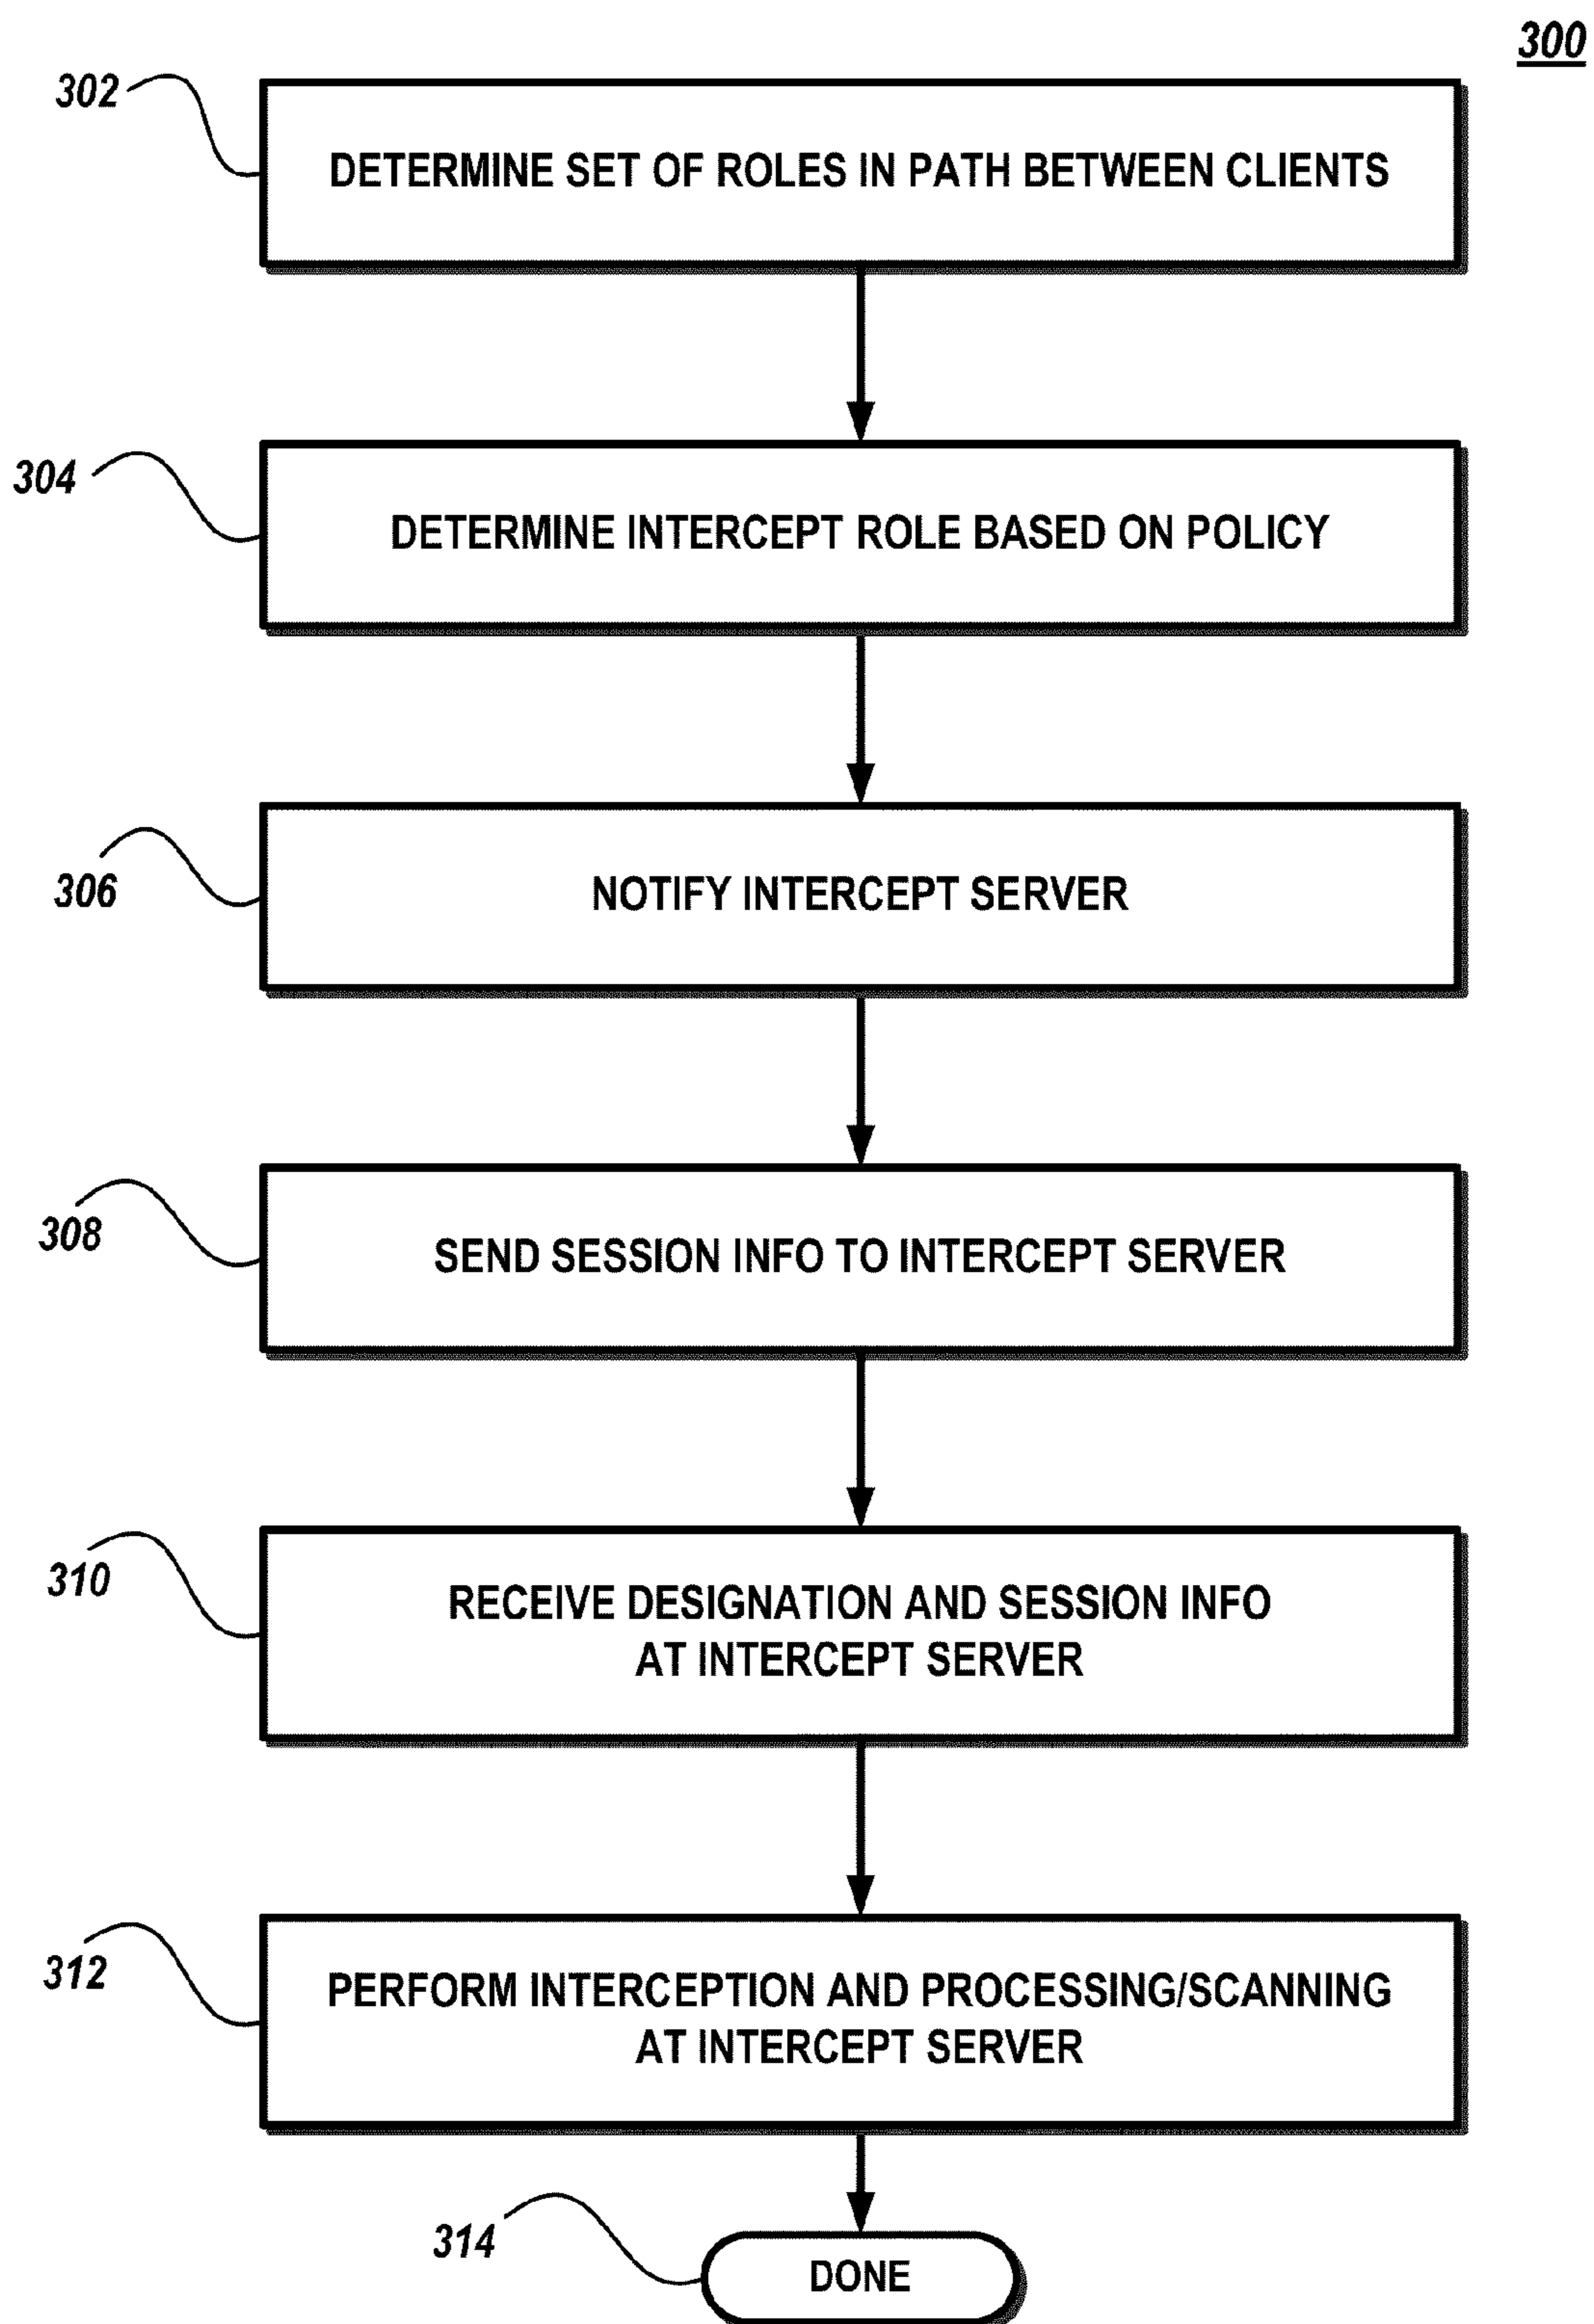 300
302
DETERMINE SET OF ROLES IN PATH BETWEEN CLIENTS
304
DETERMINE INTERCEPT ROLE BASED ON POLICY
306
NOTIFY INTERCEPT SERVER
308
SEND SESSION INFO TO INTERCEPT SERVER
310
RECEIVE DESIGNATION AND SESSION INFO
AT INTERCEPT SERVER
312
PERFORM INTERCEPTION AND PROCESSING/SCANNING
AT INTERCEPT SERVER
314
DONE